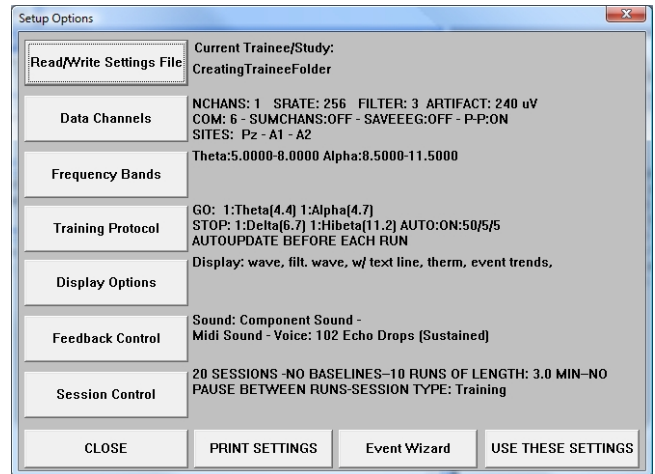 Setup Options
Read/Write Settings File
Current Trainee/Study:
CreatingTraineeFolder
Data Channels
NCHANS: 1 SRATE: 256 FILTER: 3 ARTIFACT: 240 uV
COM: 6 - SUMCHANS:OFF - SAVEEEG:OFF - P-P:ON
SITES: Pz - A1 - A2
Frequency Bands
Theta:5.0000-8.0000 Alpha:8.5000-11.5000
Training Protocol
GO: 1:Theta(4.4) 1:Alpha(4.7)
STOP: 1:Delta(6.7) 1:Hibeta(11.2) AUTO:ON:50/5/5
AUTOUPDATE BEFORE EACH RUN
Display Options
Display: wave, filt. wave, w/ text line, therm, event trends,
Feedback Control
Sound: Component Sound -
Midi Sound - Voice: 102 Echo Drops (Sustained)
Session Control
20 SESSIONS -NO BASELINES--10 RUNS OF LENGTH: 3.0 MIN--NO
PAUSE BETWEEN RUNS-SESSION TYPE: Training
CLOSE
PRINT SETTINGS
Event Wizard
USE THESE SETTINGS